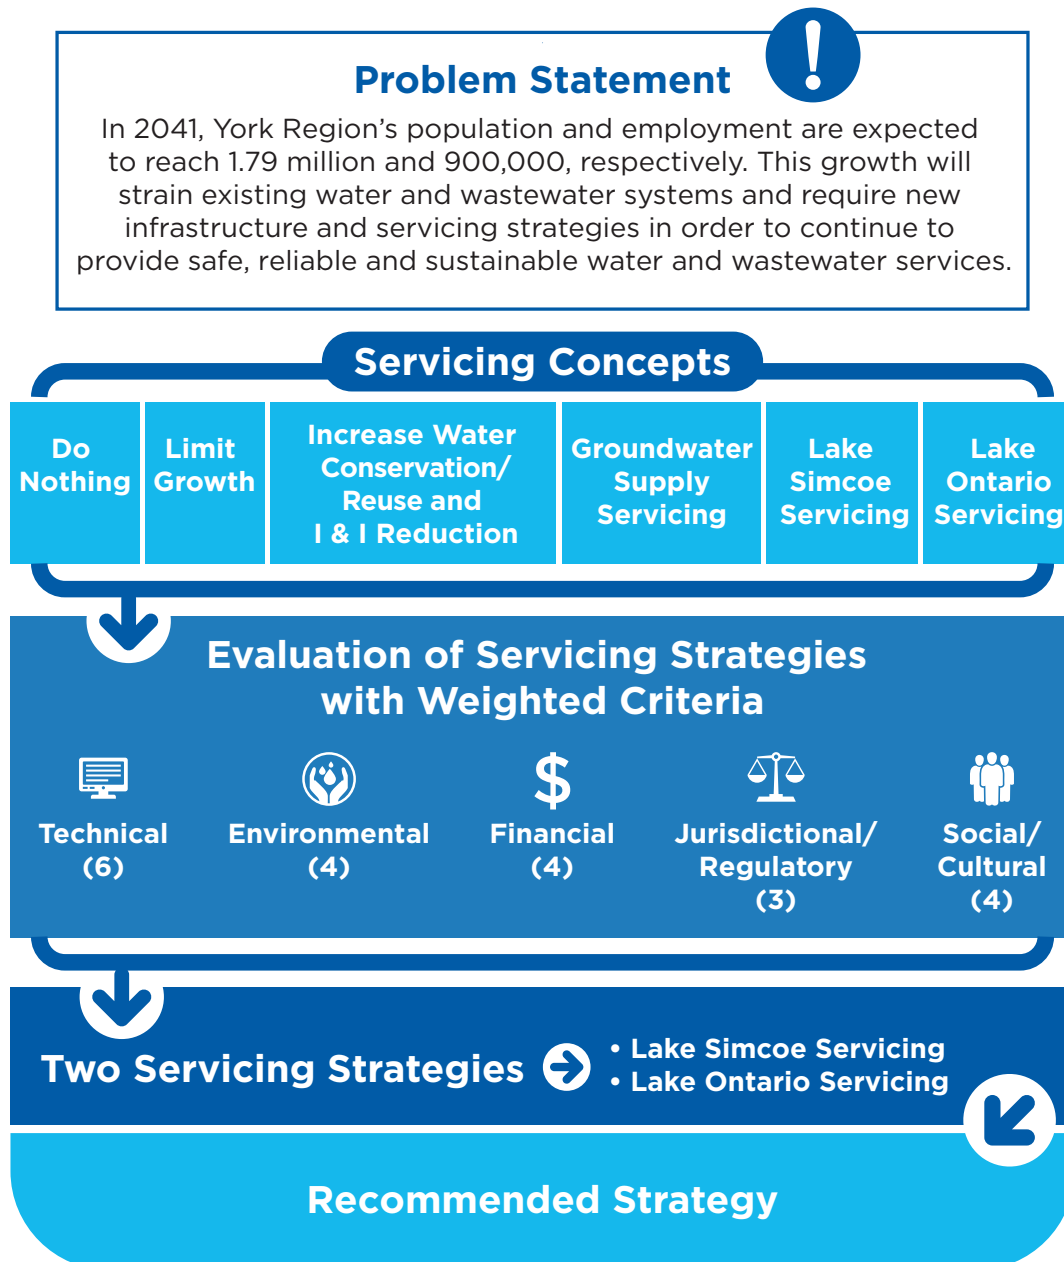 Problem Statement
In 2041, York Region's population and employment are expected
to reach 1.79 million and 900,000, respectively. This growth will
strain existing water and wastewater systems and require new
infrastructure and servicing strategies in order to continue to
provide safe, reliable and sustainable water and wastewater services.
Servicing Concepts
Do
Nothing
Limit
Growth
Increase Water
Conservation/
Reuse and
I & I Reduction
Groundwater
Supply
Servicing
Lake
Simcoe
Servicing
Lake
Ontario
Servicing
Evaluation of Servicing Strategies
with Weighted Criteria
$
Technical
(6)
Environmental
(4)
Financial
(4)
Jurisdictional/
Regulatory
(3)
Social/
Cultural
(4)
Two Servicing Strategies
• Lake Simcoe Servicing
• Lake Ontario Servicing
Recommended Strategy